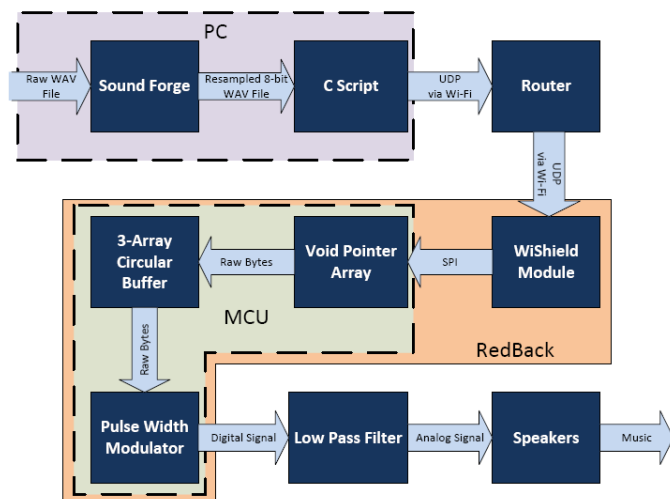 PC
Raw WAV
File
Sound Forge
Resampled 8-bit
WAV File
C Script
UDP
via Wi-Fi
Router
UDP
via Wi-Fi
3-Array
Circular
Buffer
Raw Bytes
Void Pointer
Array
SPI
WiShield
Module
MCU
RedBack
Raw Bytes
Pulse Width
Modulator
Digital Signal
Low Pass Filter
Analog Signal
Speakers
Music